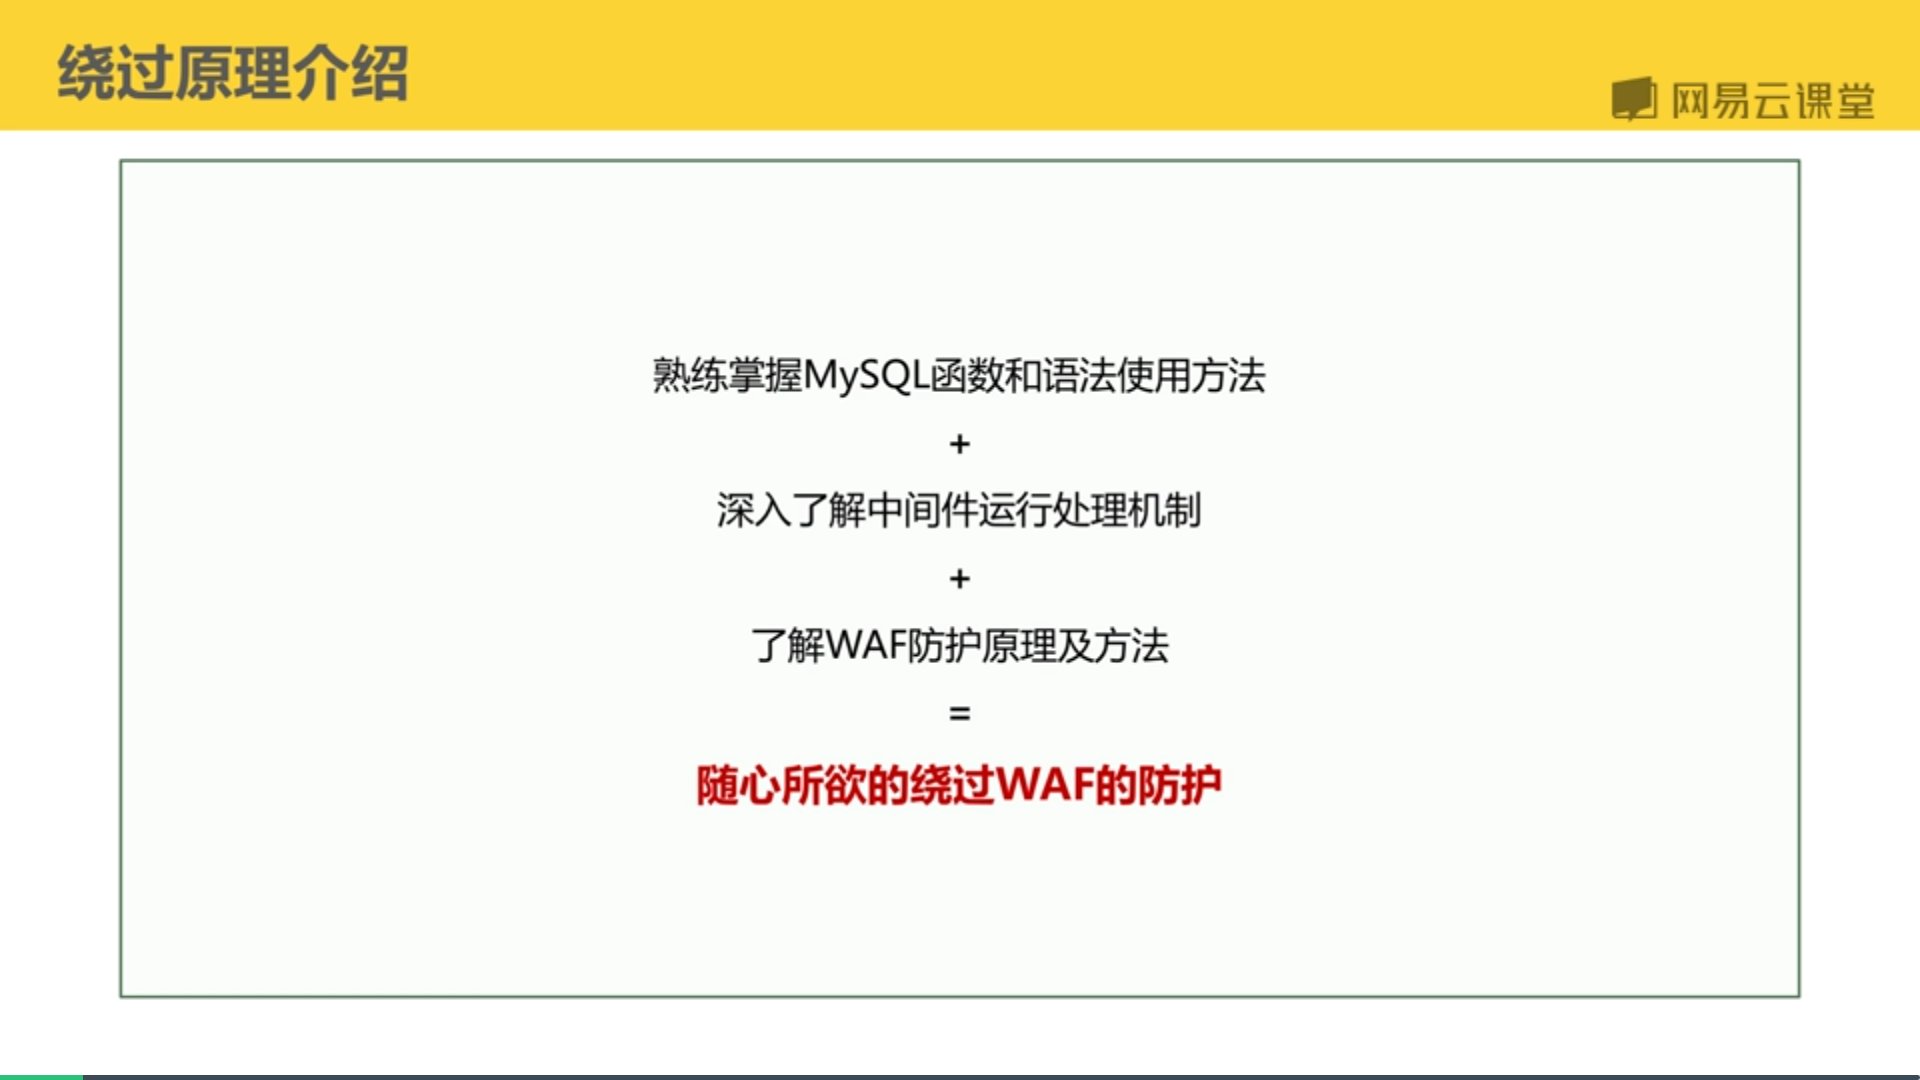 绕过原理介绍
网易云课堂
熟练掌握MySQL函数和语法使用方法
+
深入了解中间件运行处理机制
+
了解WAF防护原理及方法
=
随心所欲的绕过WAF的防护